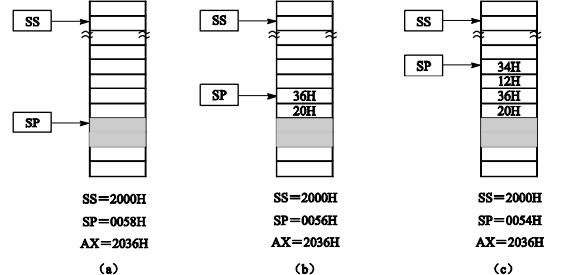 SS
SP
SS=2000H
SP=0058H
AX=2036H
(a)
SS
SP
36H
20H
SS=2000H
SP=0056H
AX=2036H
(b)
SS
SP
34H
12H
36H
20H
SS=2000H
SP=0054H
AX=2036H
(c)